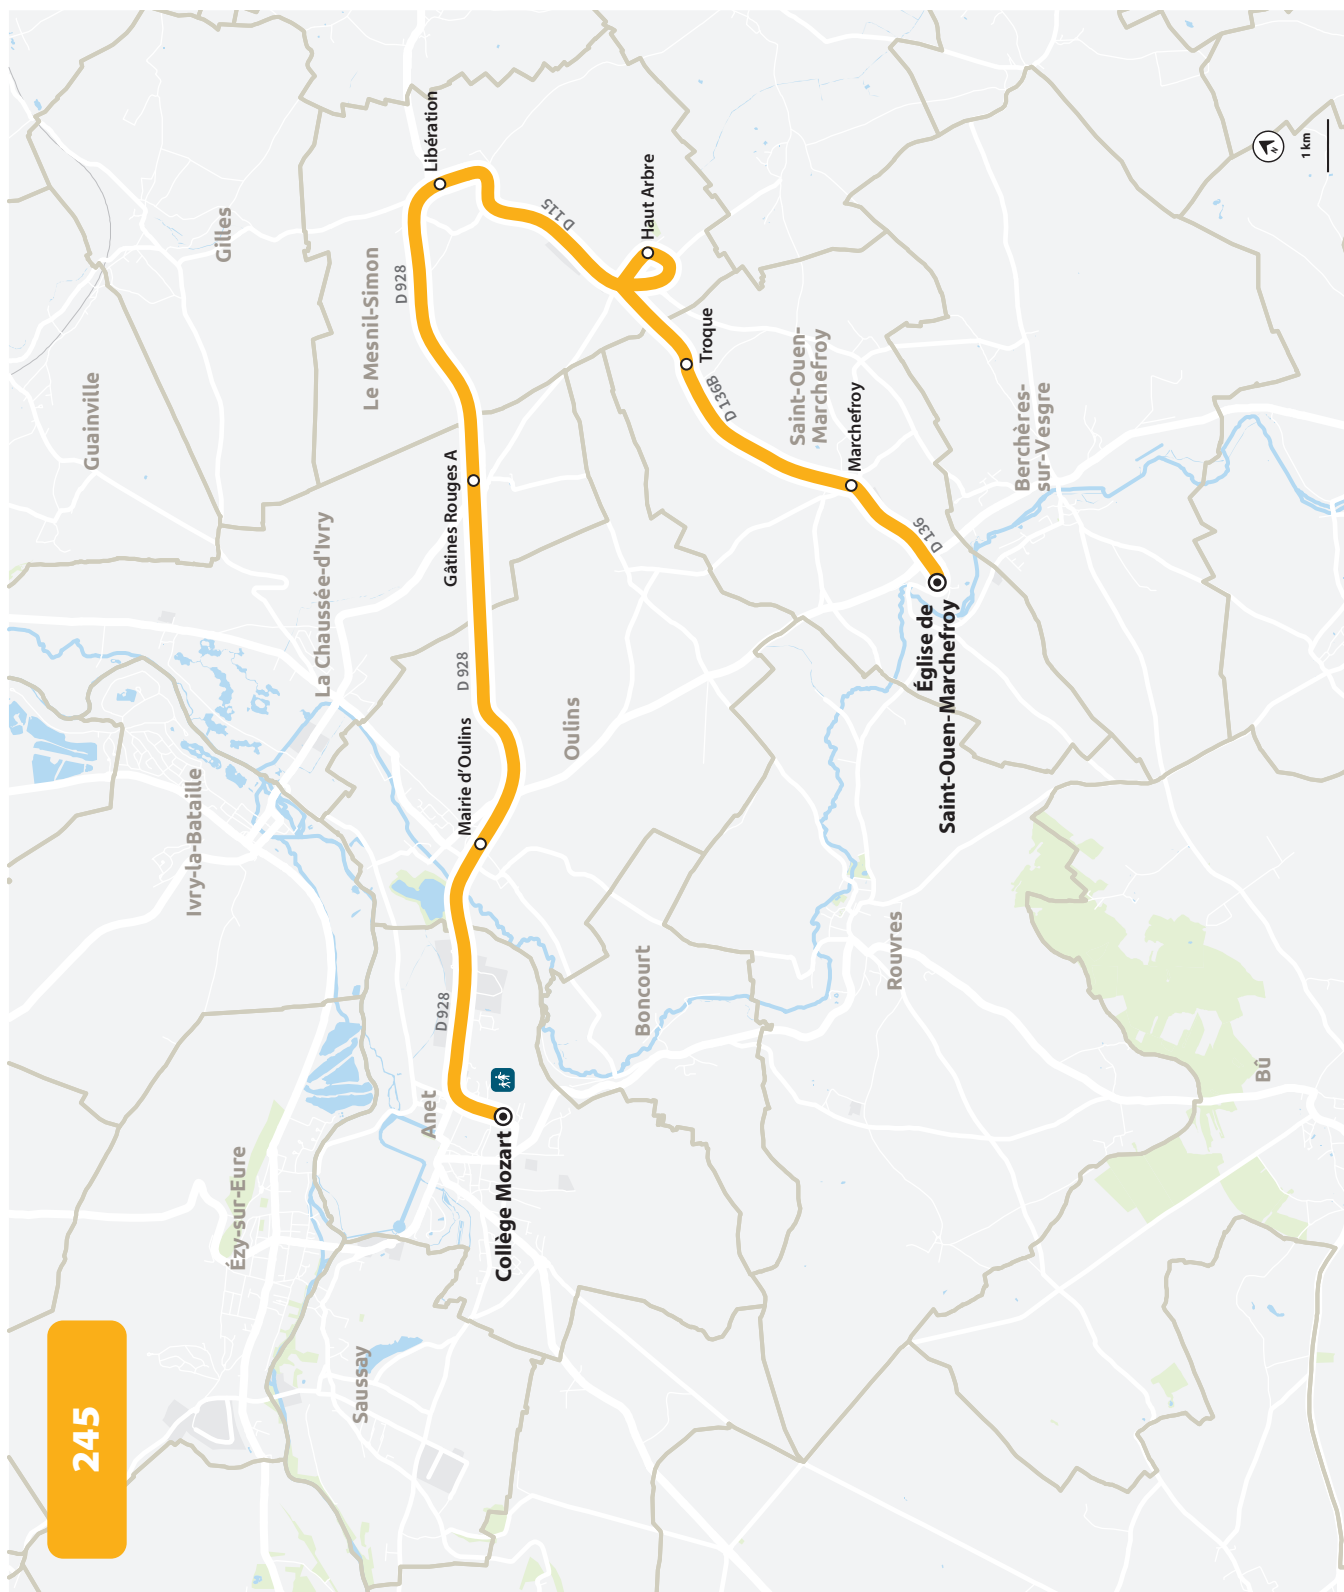 245
Guainville
Gilles
Ivry-la-Bataille
Ézy-sur-Eure
La Chaussée-d'Ivry
Le Mesnil-Simon
Saussay
D 928
Libération
Anet
D 928
Gâtines Rouges A
D 928
Mairie d'Oulins
Collège Mozart
D 115
Oulins
Haut Arbre
Boncourt
Troque
D 136B
Saint-Ouen-
Marchefroy
Marchefroy
Rouvres
D 136
Église de
Saint-Ouen-Marchefroy
Berchères-
sur-Vesgre
Bû
N
1 km